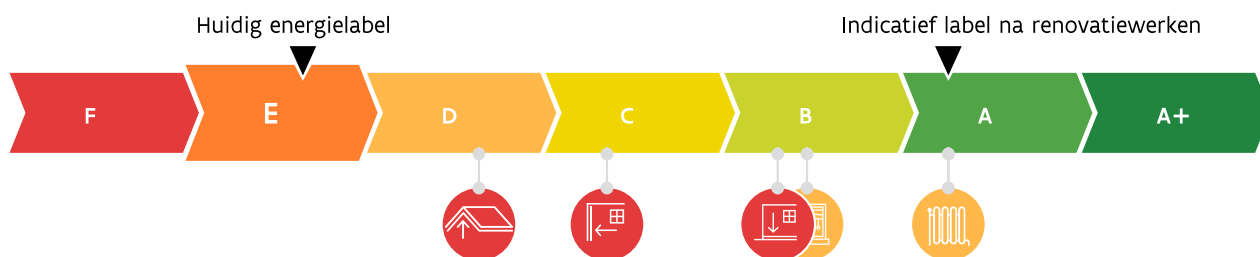 Huidig energielabel
Indicatief label na renovatiewerken
F
E
D
C
B
A
A+